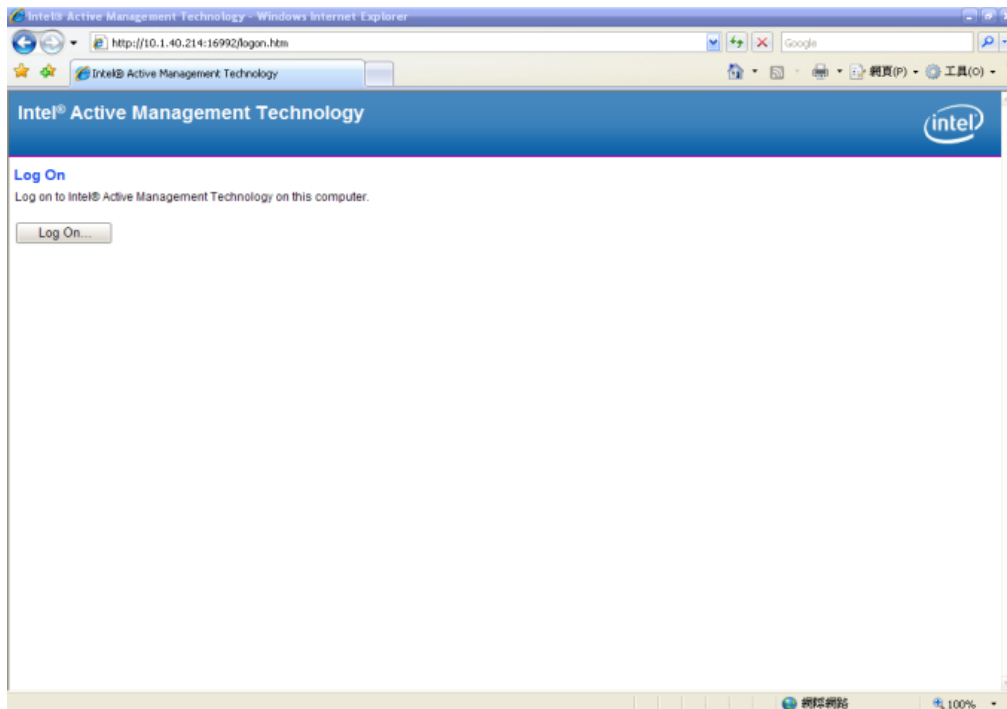 Intel® Active Management Technology - Windows Internet Explorer
http://10.1.40.214:16992/logon.htm
Google
Intel® Active Management Technology
網頁(P)
工具(O)
Intel® Active Management Technology
intel
Log On
Log on to Intel® Active Management Technology on this computer.
Log On...
網際網路
100%